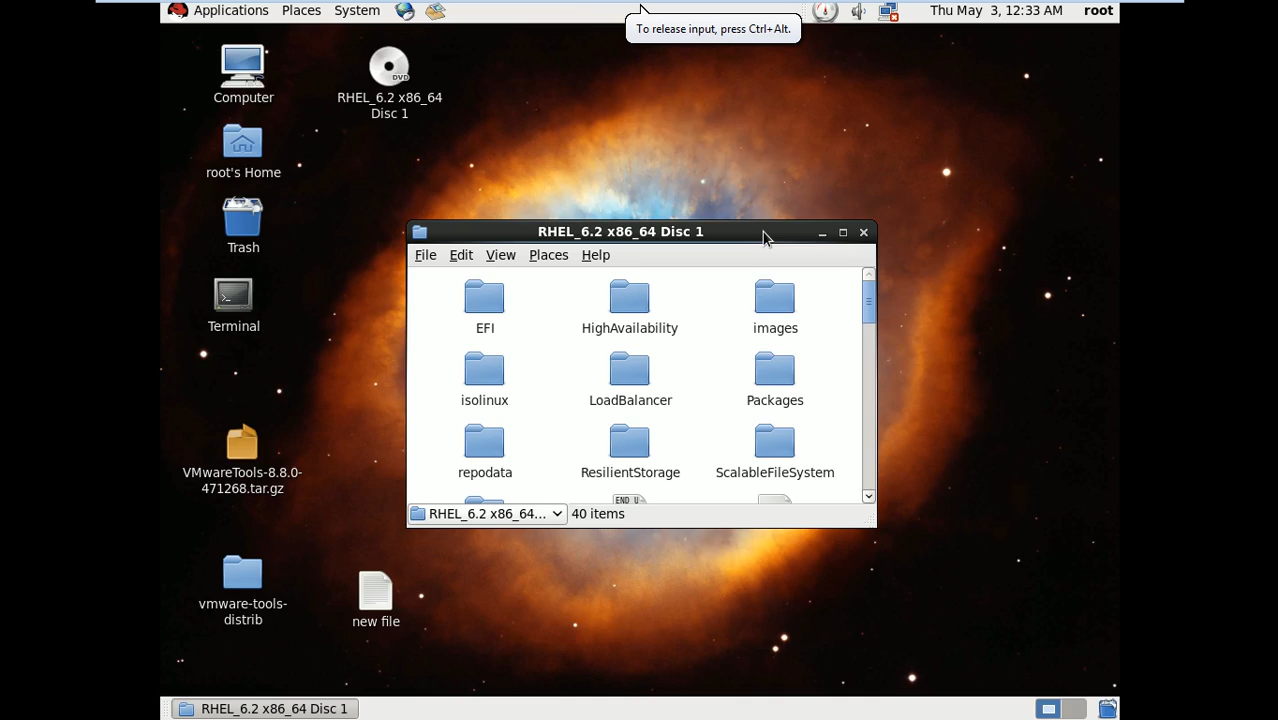 Applications Places System
Thu May 3, 12:33 AM root
To release input, press Ctrl+Alt.
Computer
RHEL_6.2 x86_64
Disc 1
DVD
root's Home
Trash
Terminal
VMwareTools-8.8.0-
471268.tar.gz
vmware-tools-
distrib
new file
RHEL_6.2 x86_64 Disc 1
File Edit View Places Help
EFI HighAvailability images
isolinux LoadBalancer Packages
repodata ResilientStorage ScalableFileSystem
END U
RHEL_6.2 x86_64... 40 items
RHEL_6.2 x86_64 Disc 1